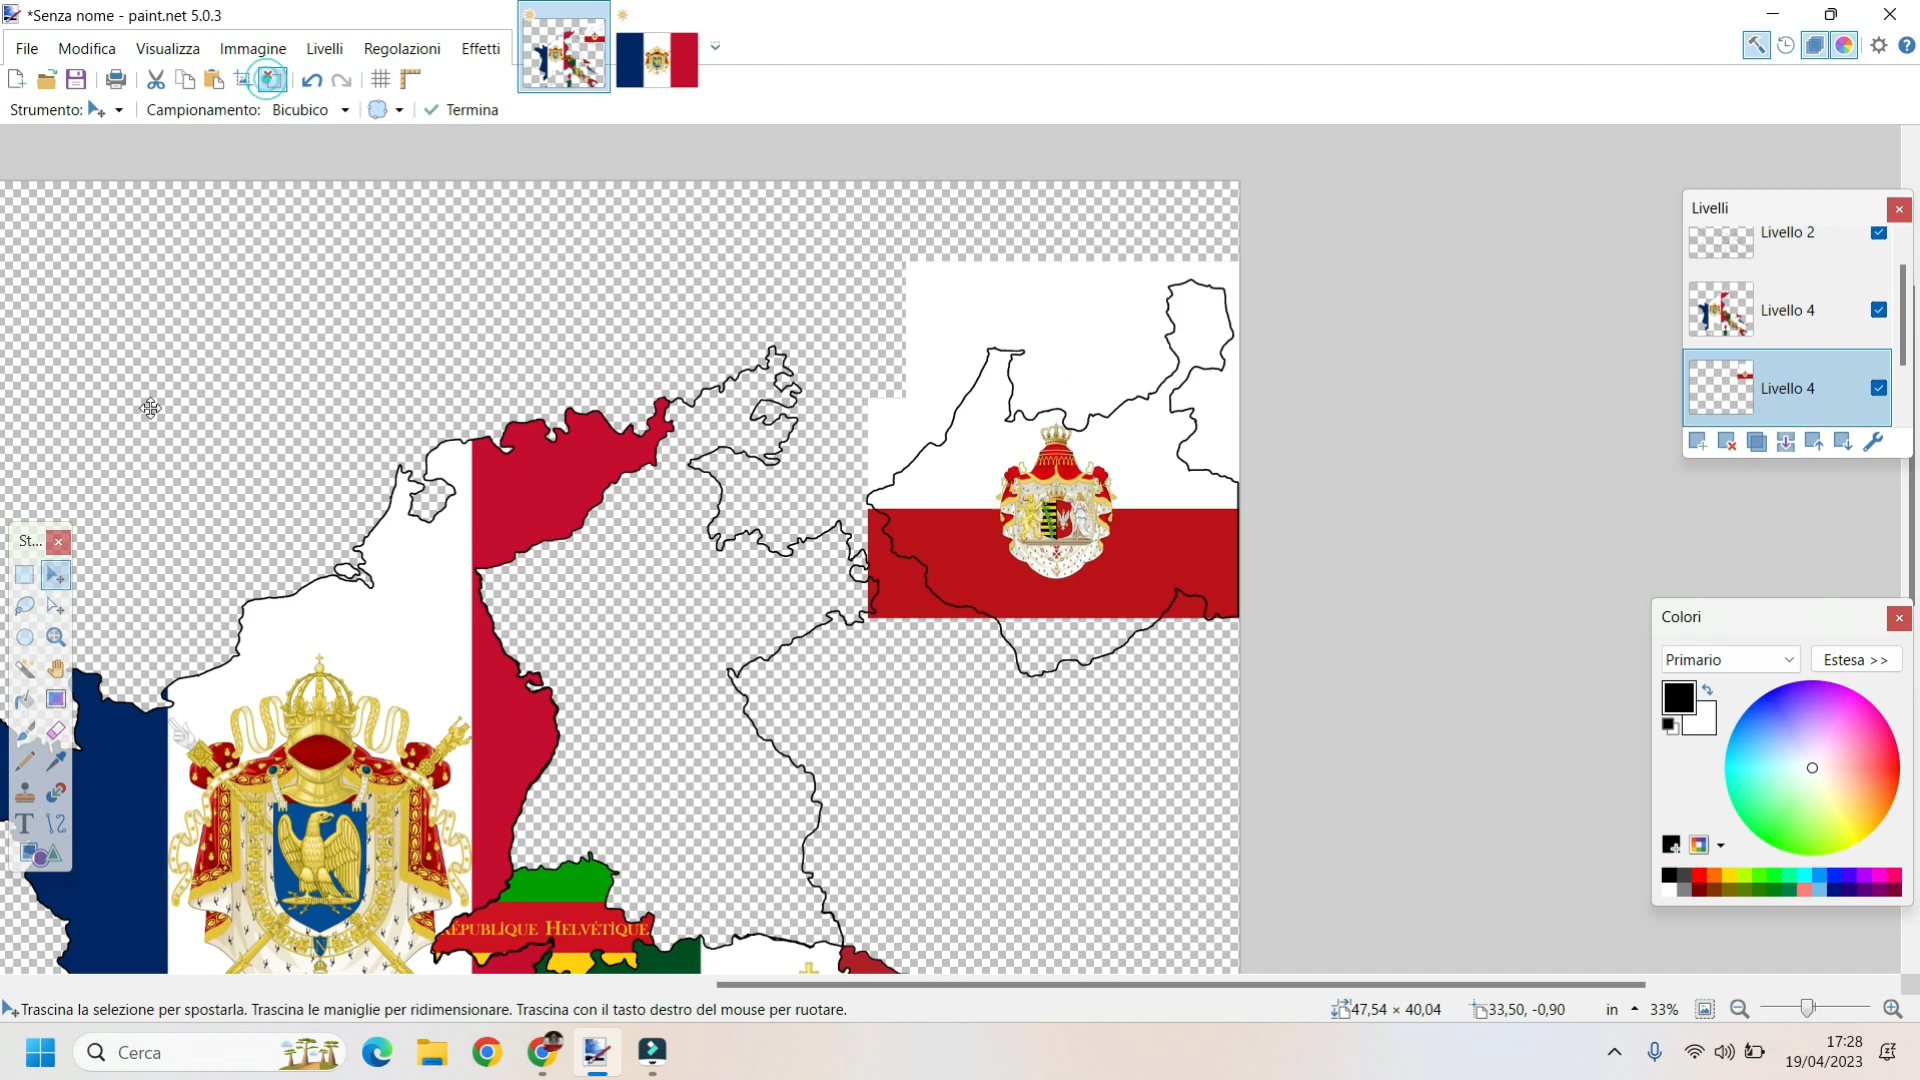 *Senza nome - paint.net 5.0.3
File Modifica Visualizza Immagine Livelli Regolazioni Effetti
Strumento: Campionamento: Bicubico Termina
Livelli
Livello 2
Livello 4
Livello 4
St...
Colori
Primario Estesa >>
RÉPUBLIQUE HELVÉTIQUE
N
T
Trascina la selezione per spostarla. Trascina le maniglie per ridimensionare. Trascina con il tasto destro del mouse per ruotare.
47,54 × 40,04 33,50, -0,90 in 33%
Cerca
17:28
19/04/2023